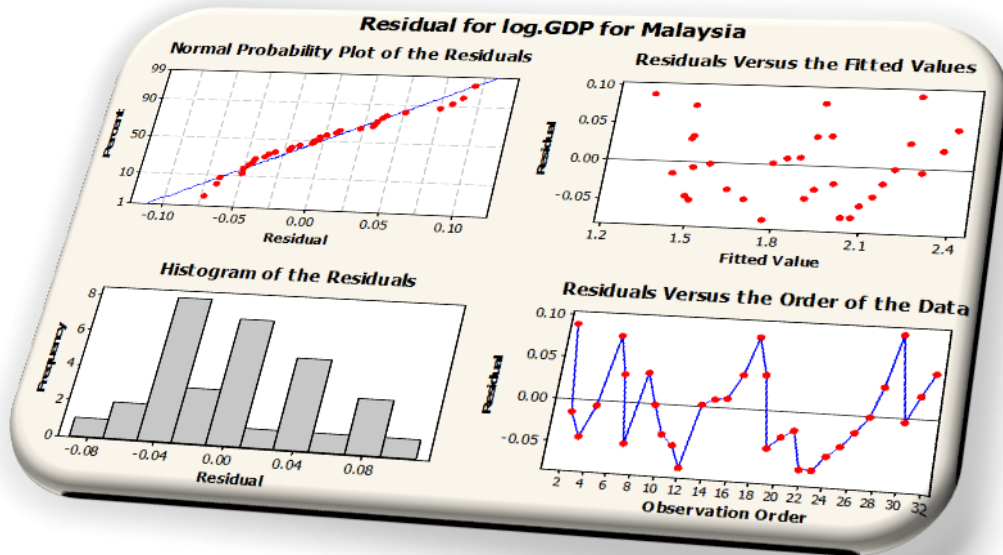 Residual for log.GDP for Malaysia
Normal Probability Plot of the Residuals
99
90
50
10
1
Percent
-0.10 -0.05 0.00 0.05 0.10
Residual
Residuals Versus the Fitted Values
0.10
0.05
0.00
-0.05
Residual
1.2 1.5 1.8 2.1 2.4
Fitted Value
Histogram of the Residuals
8
6
4
2
0
Frequency
-0.08 -0.04 0.00 0.04 0.08
Residual
Residuals Versus the Order of the Data
0.10
0.05
0.00
-0.05
Residual
2 4 6 8 10 12 14 16 18 20 22 24 26 28 30 32
Observation Order